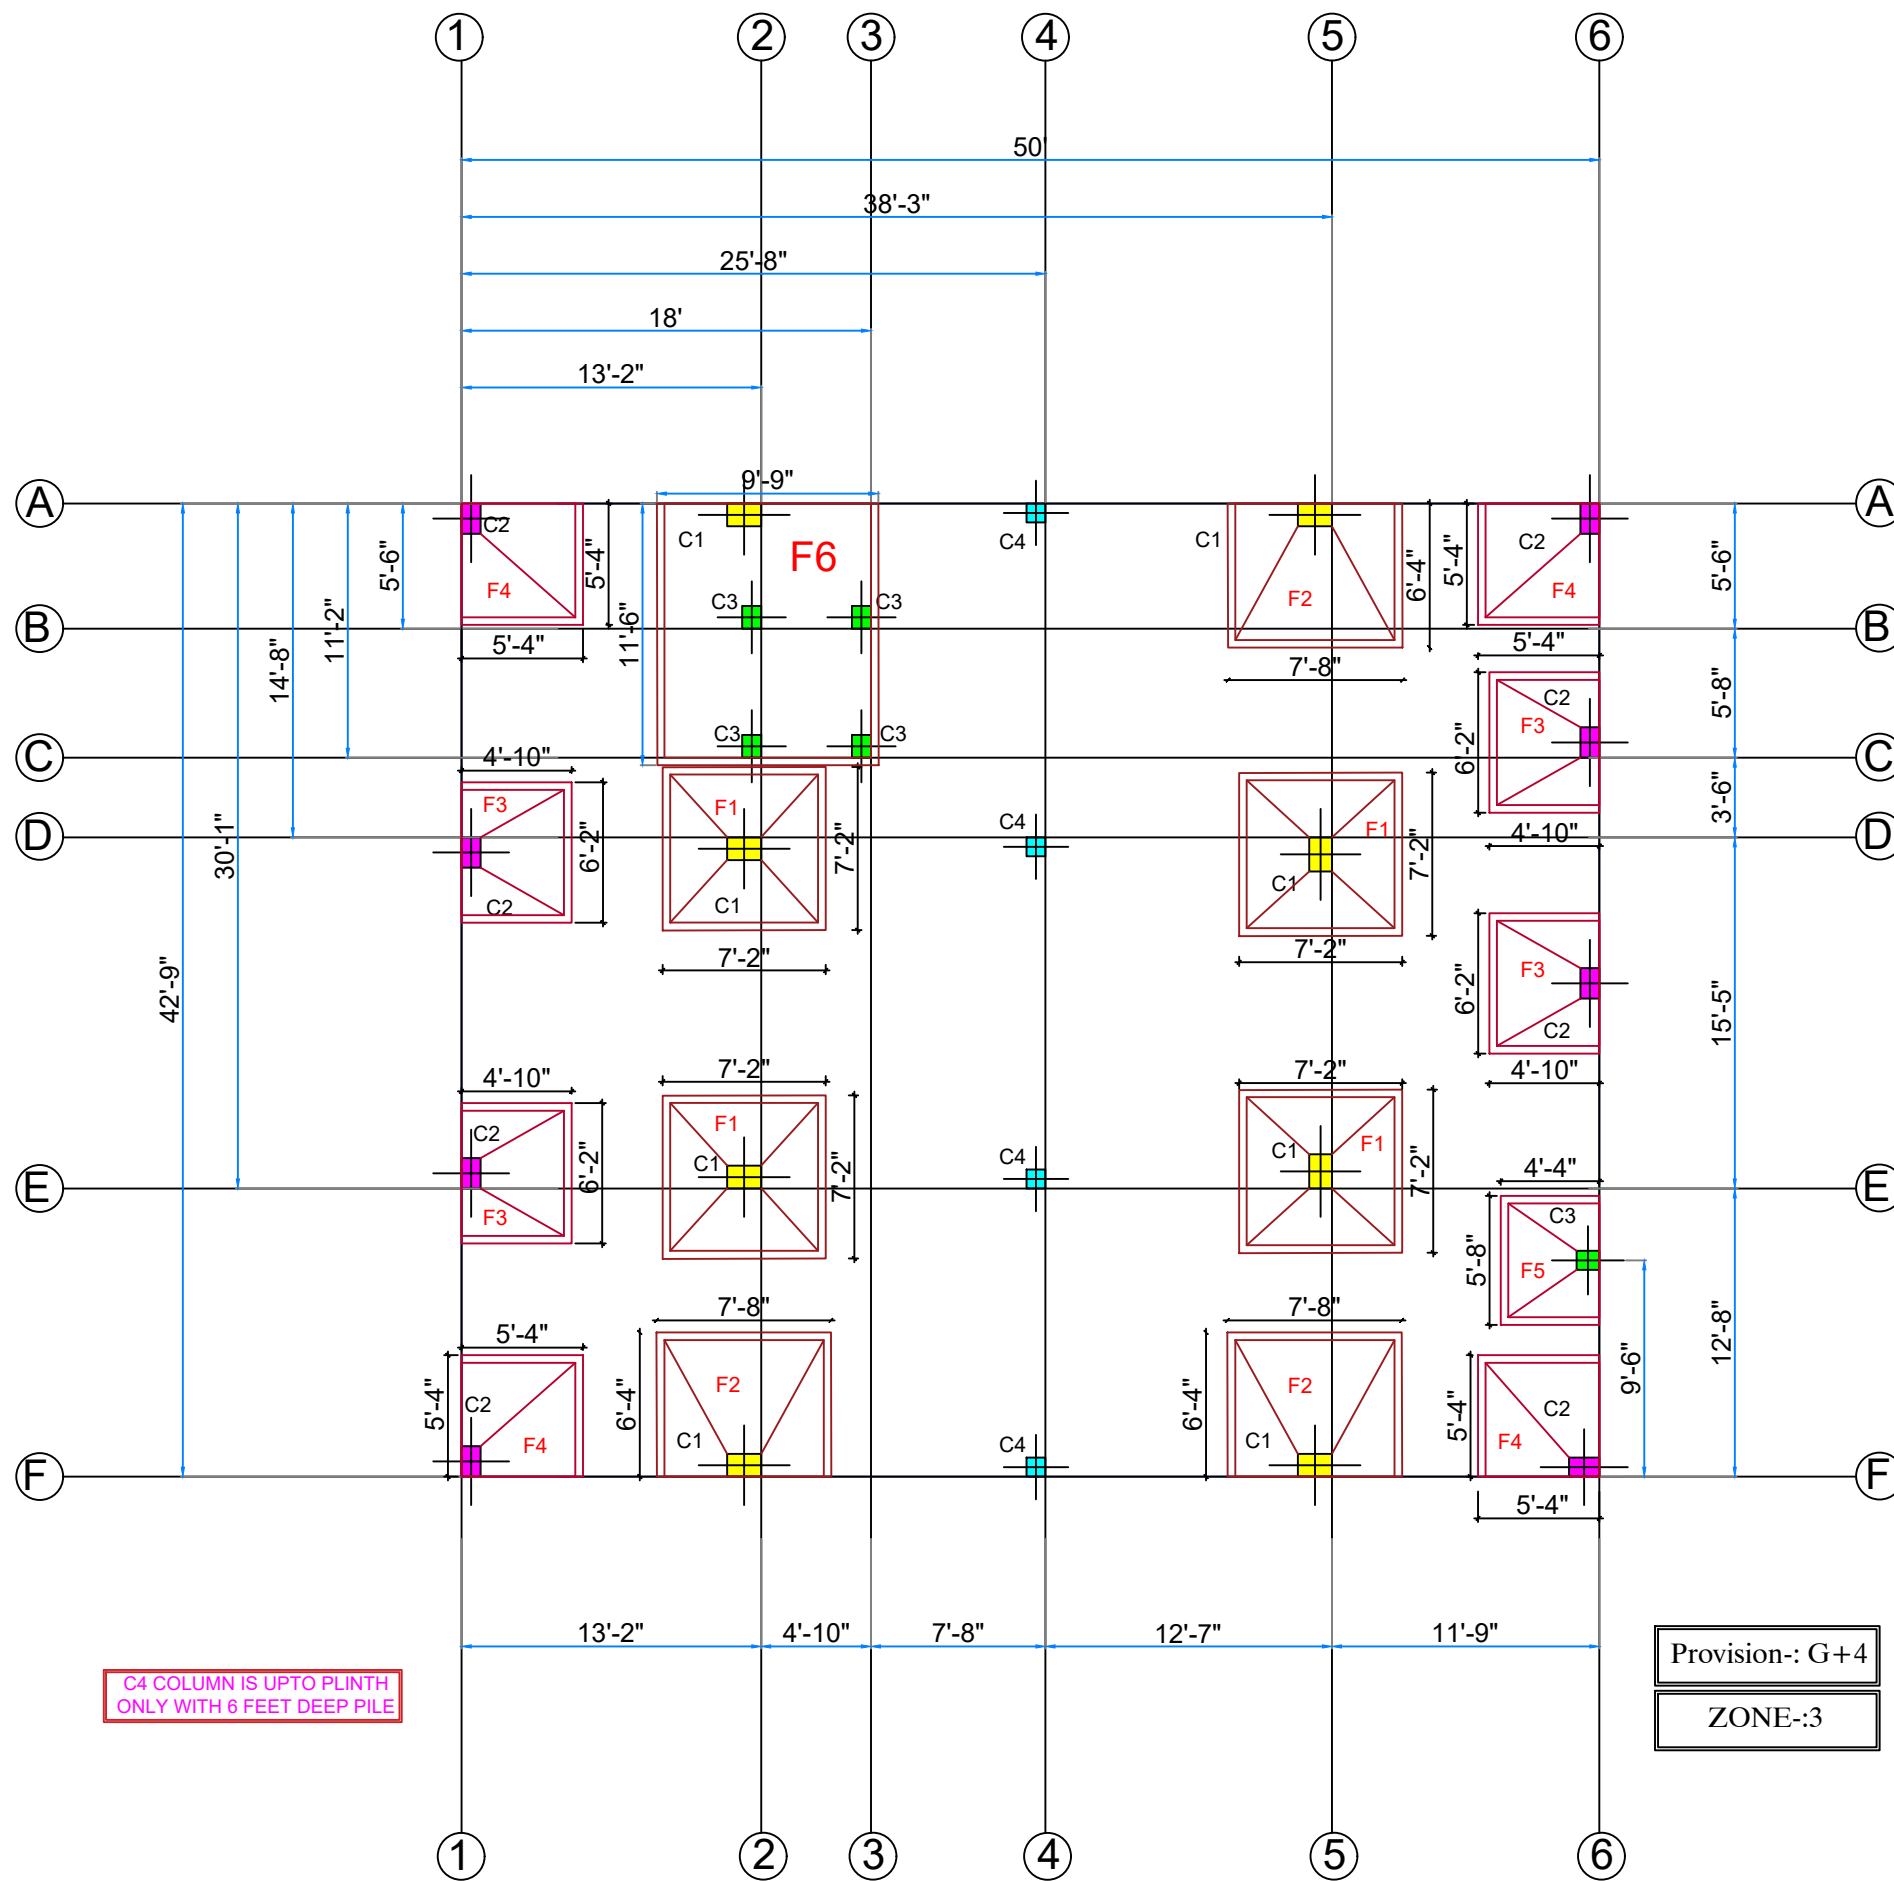 1 2 3 4 5 6
50'
38'-3"
25'-8"
18'
13'-2"
9'-9"
A A
C2 C1 F6 C4 C1 C2
5'-6" F4 5'-4" F2 6'-4" 5'-4" F4 5'-6"
C3 C3
B B
11'-2" 5'-4" 11'-6" 7'-8" 5'-4"
14'-8" C2 5'-8"
F3
C3 C3 6'-2"
C C
4'-10"
F3 F1 C4 3'-6"
D F1 4'-10" D
30'-1" 6'-2" 7'-2" C1 7'-2"
C2 C1
42'-9" 7'-2" 7'-2" F3
6'-2" 15'-5"
C2
4'-10" 7'-2" 7'-2" 4'-10"
C2 F1 C1 F1
C1 C4 4'-4"
E 6'-2" 7'-2" 7'-2" E
F3 C3
5'-8" F5
7'-8" 7'-8"
5'-4" 12'-8"
5'-4" C2 6'-4" F2 6'-4" F2 5'-4" C2 9'-6"
F4 C1 C4 C1 F4
F F
5'-4"
13'-2" 4'-10" 7'-8" 12'-7" 11'-9"
Provision-: G+4
C4 COLUMN IS UPTO PLINTH
ONLY WITH 6 FEET DEEP PILE
ZONE-:3
1 2 3 4 5 6